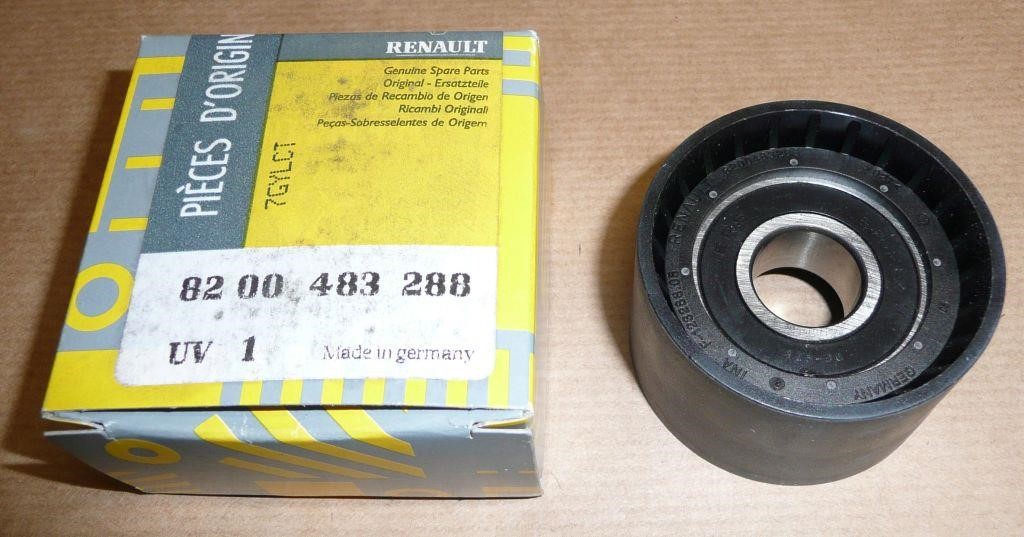 RENAULT
Genuine Spare Parts
Original - Ersatzteile
Piezas de Recambio de Origen
Ricambi Originali
Peças-Sobresselentes de Origem
PIÈCES D'ORIGIN
7GYLCT
82 00 483 288
UV 1 Made in germany
RENAU
INA
GERMANY